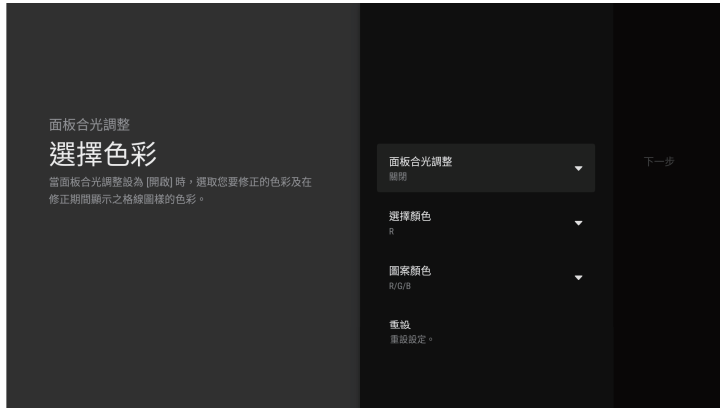 面板合光調整
選擇色彩
當面板合光調整設為 [開啟] 時，選取您要修正的色彩及在
修正期間顯示之格線圖樣的色彩。
面板合光調整
關閉
選擇顏色
R
圖案顏色
R/G/B
重設
重設設定。
下一步